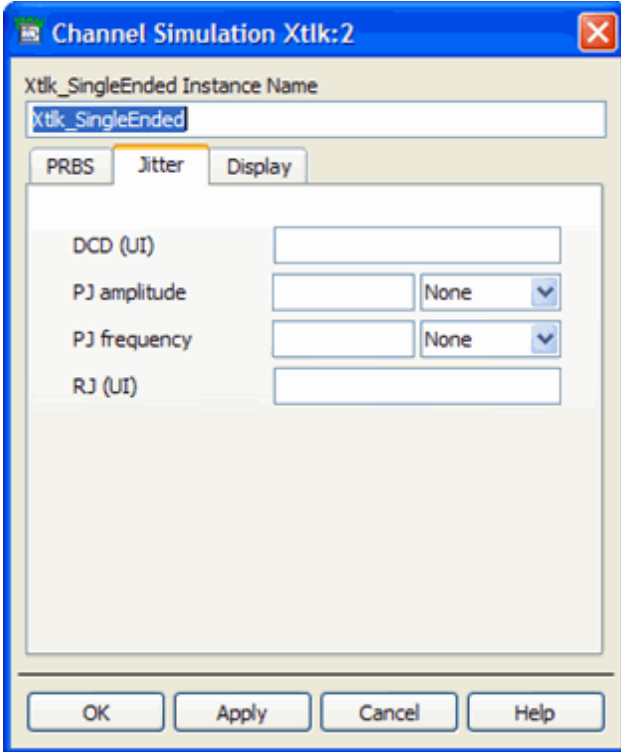 Channel Simulation Xtlk:2
Xtlk_SingleEnded Instance Name
Xtlk_SingleEnded
PRBS Jitter Display
DCD (UI)
PJ amplitude None
PJ frequency None
RJ (UI)
OK Apply Cancel Help